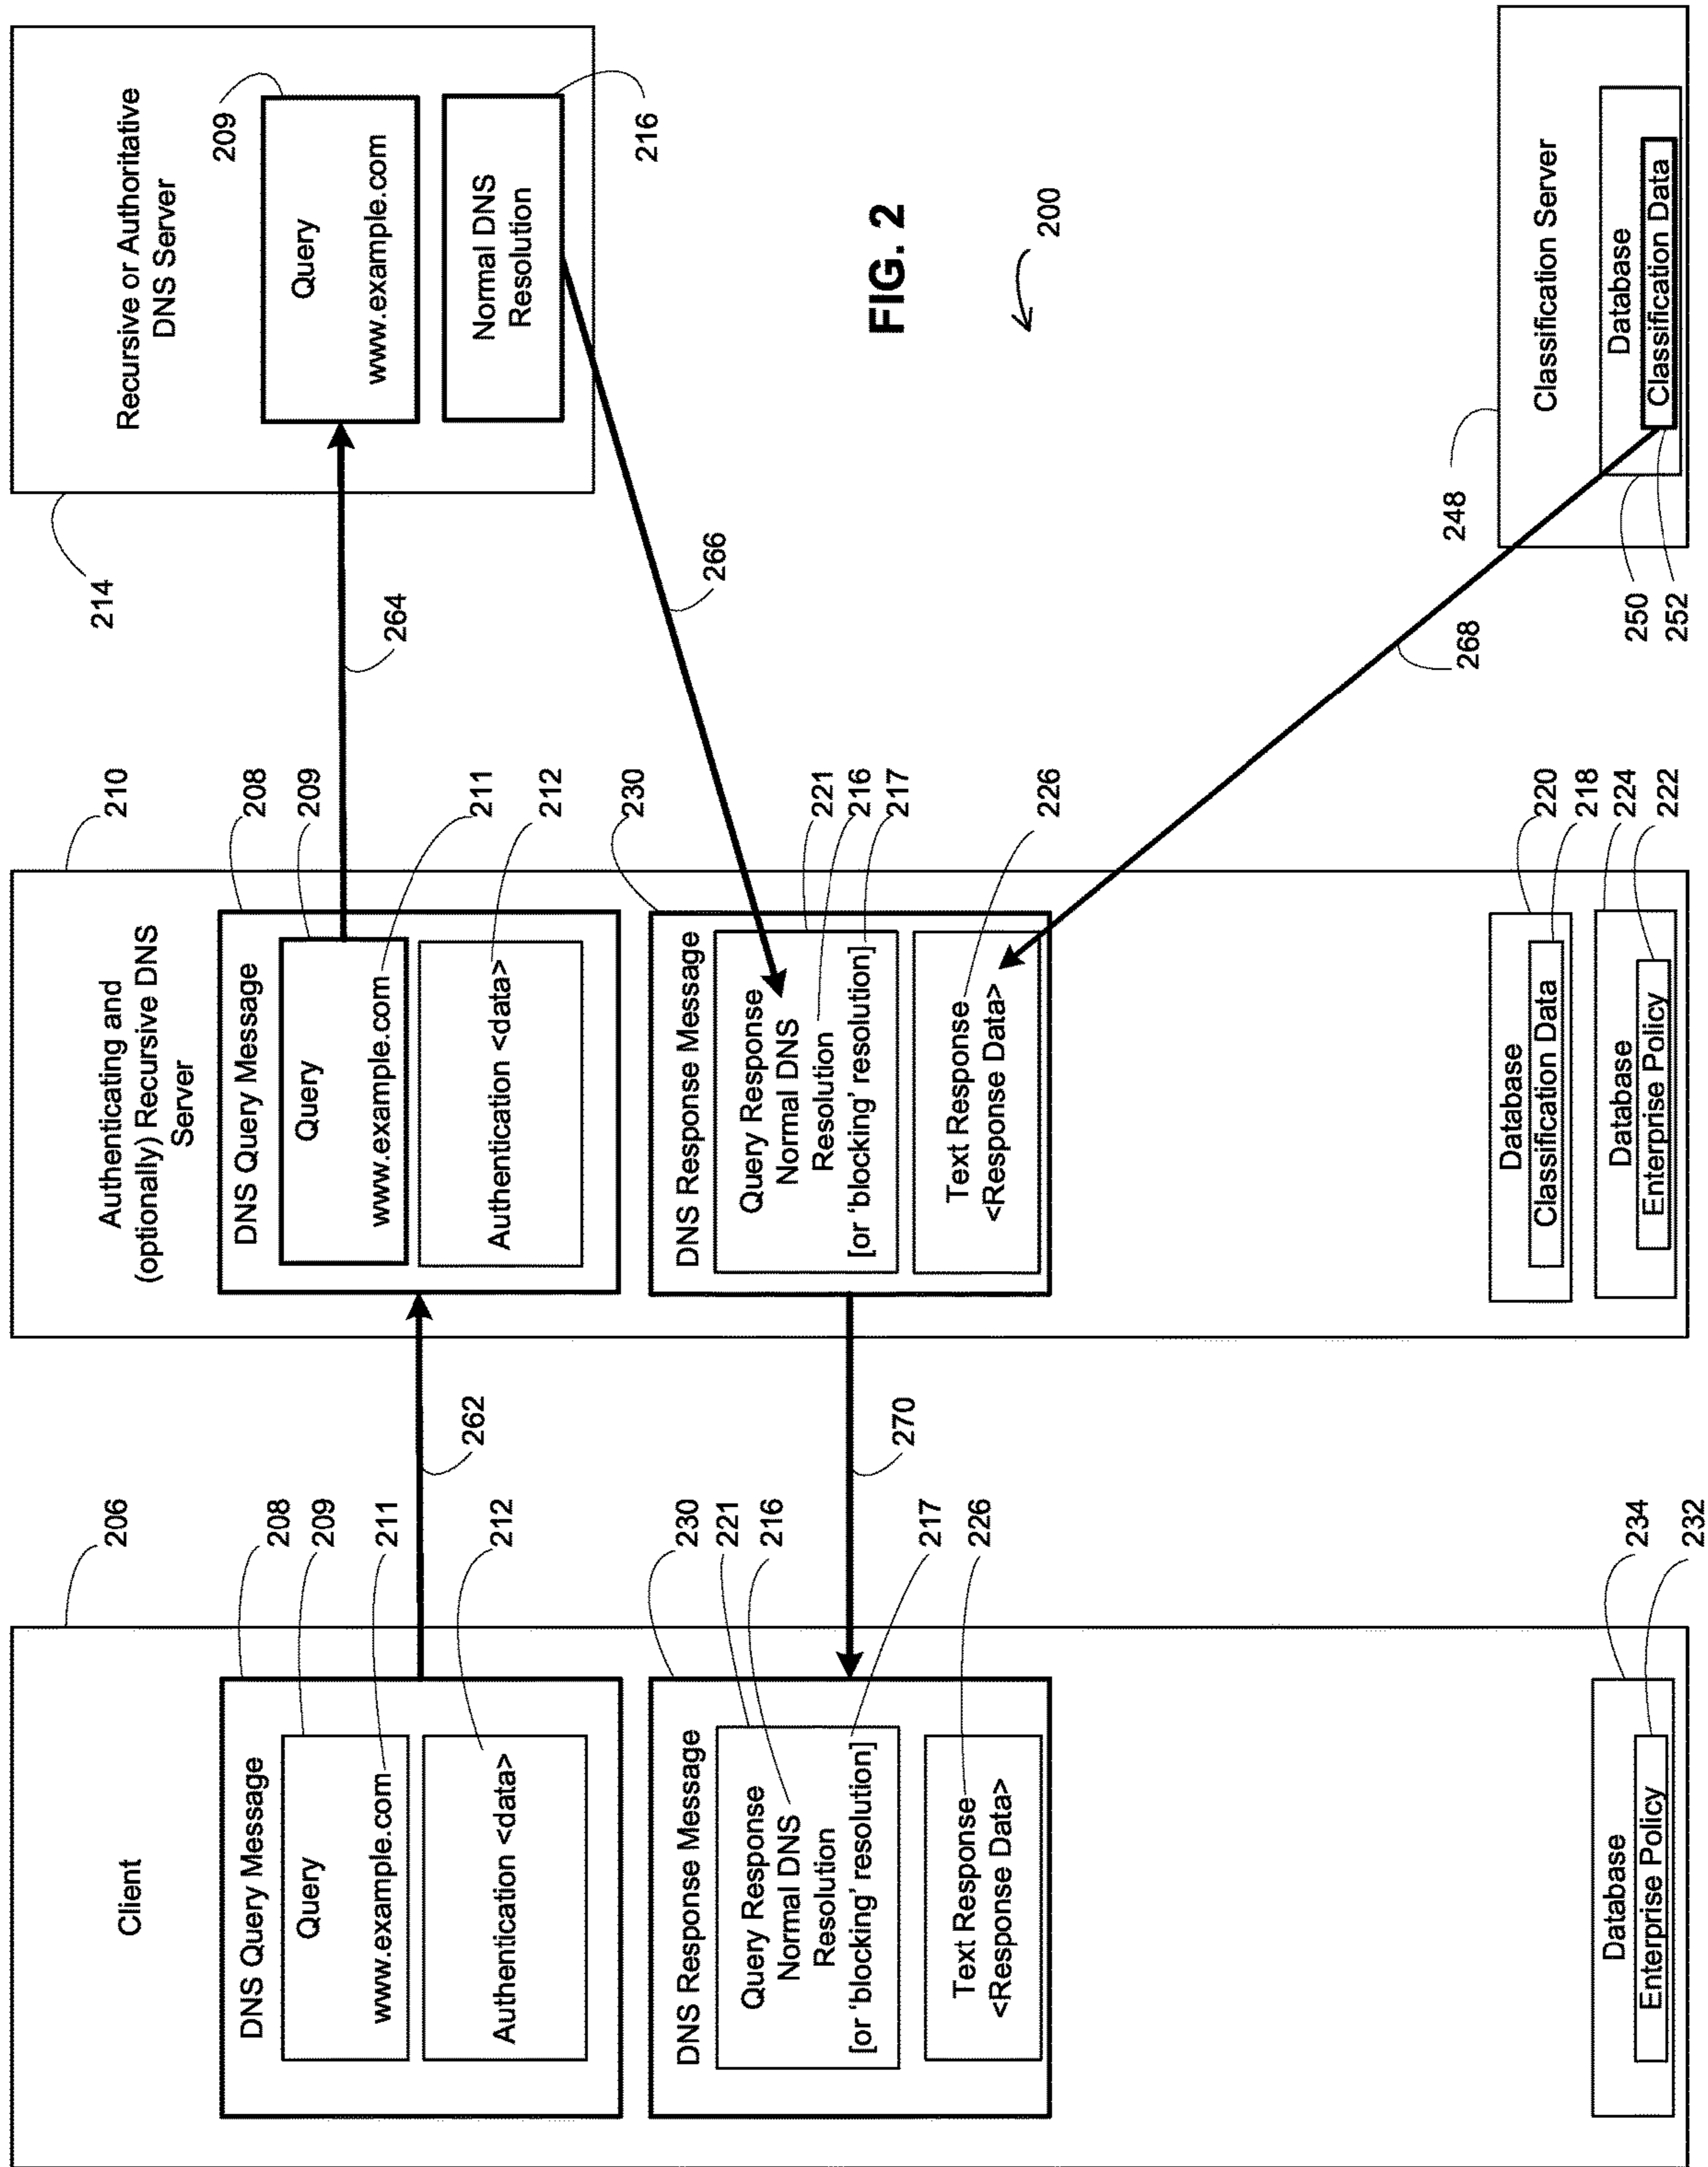 Client
206
DNS Query Message
208
Query
209
www.example.com
211
Authentication <data>
212
DNS Response Message
230
Query Response
221
Normal DNS
Resolution
216
[or ‘blocking’ resolution]
217
Text Response
<Response Data>
226
Database
234
Enterprise Policy
232
262
270
Authenticating and
(optionally) Recursive DNS
Server
210
DNS Query Message
208
Query
209
www.example.com
211
Authentication <data>
212
DNS Response Message
230
Query Response
221
Normal DNS
Resolution
216
[or ‘blocking’ resolution]
217
Text Response
<Response Data>
226
Database
220
Classification Data
218
Database
224
Enterprise Policy
222
264
266
268
Recursive or Authoritative
DNS Server
214
Query
209
www.example.com
Normal DNS
Resolution
216
FIG. 2
200
Classification Server
248
Database
250
Classification Data
252